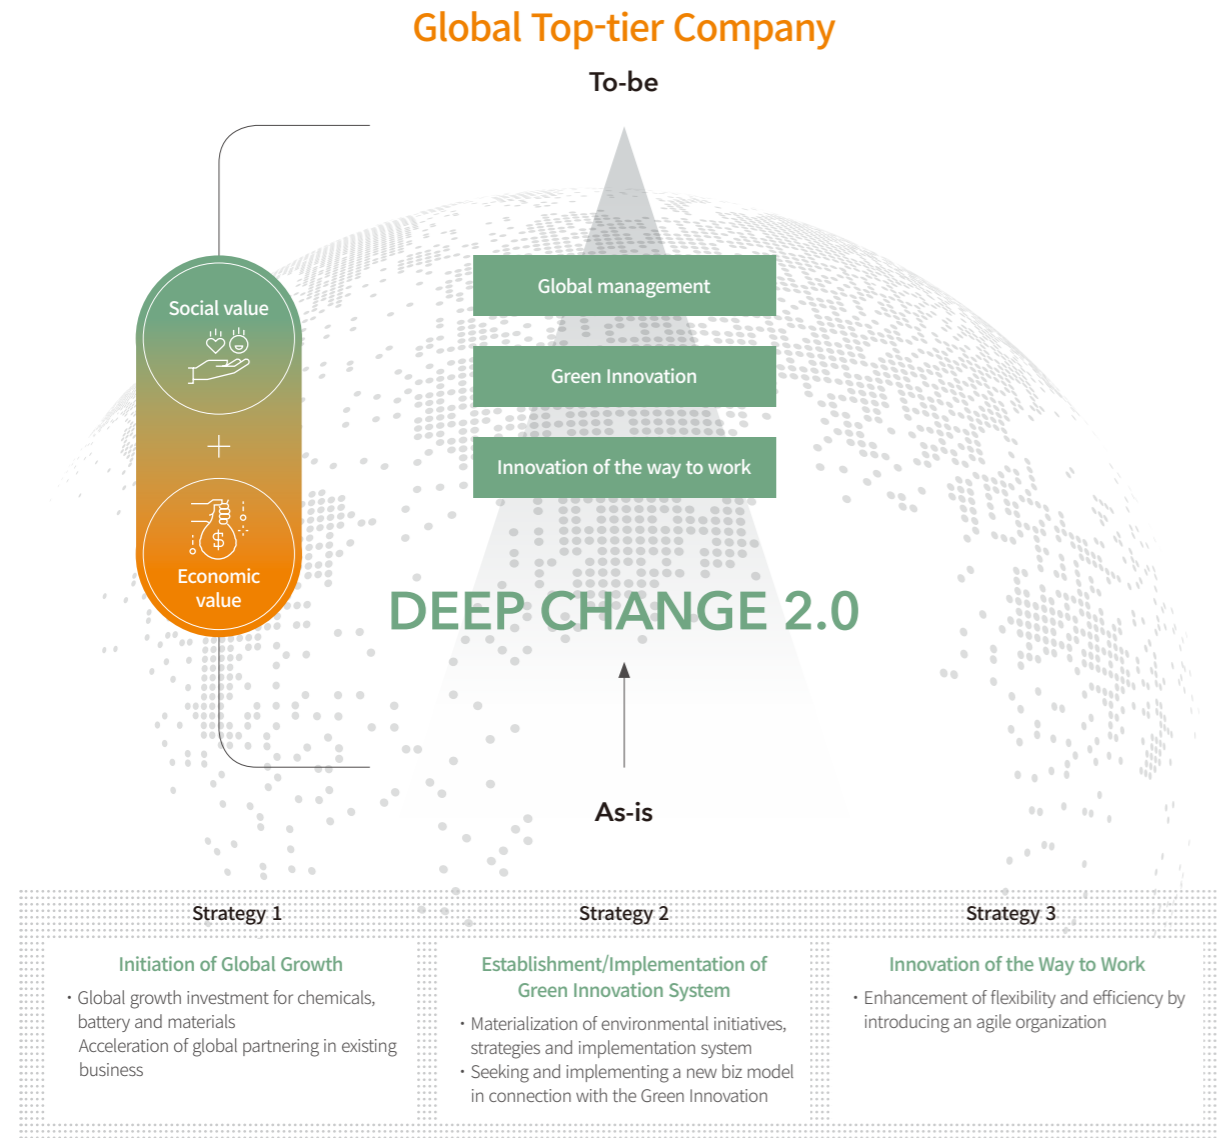 Global Top-tier Company
To-be
Social value
+
$
Economic
value
Global management
Green Innovation
Innovation of the way to work
DEEP CHANGE 2.0
As-is
Strategy 1
Initiation of Global Growth
· Global growth investment for chemicals,
battery and materials
Acceleration of global partnering in existing
business
Strategy 2
Establishment/Implementation of
Green Innovation System
· Materialization of environmental initiatives,
strategies and implementation system
· Seeking and implementing a new biz model
in connection with the Green Innovation
Strategy 3
Innovation of the Way to Work
· Enhancement of flexibility and efficiency by
introducing an agile organization